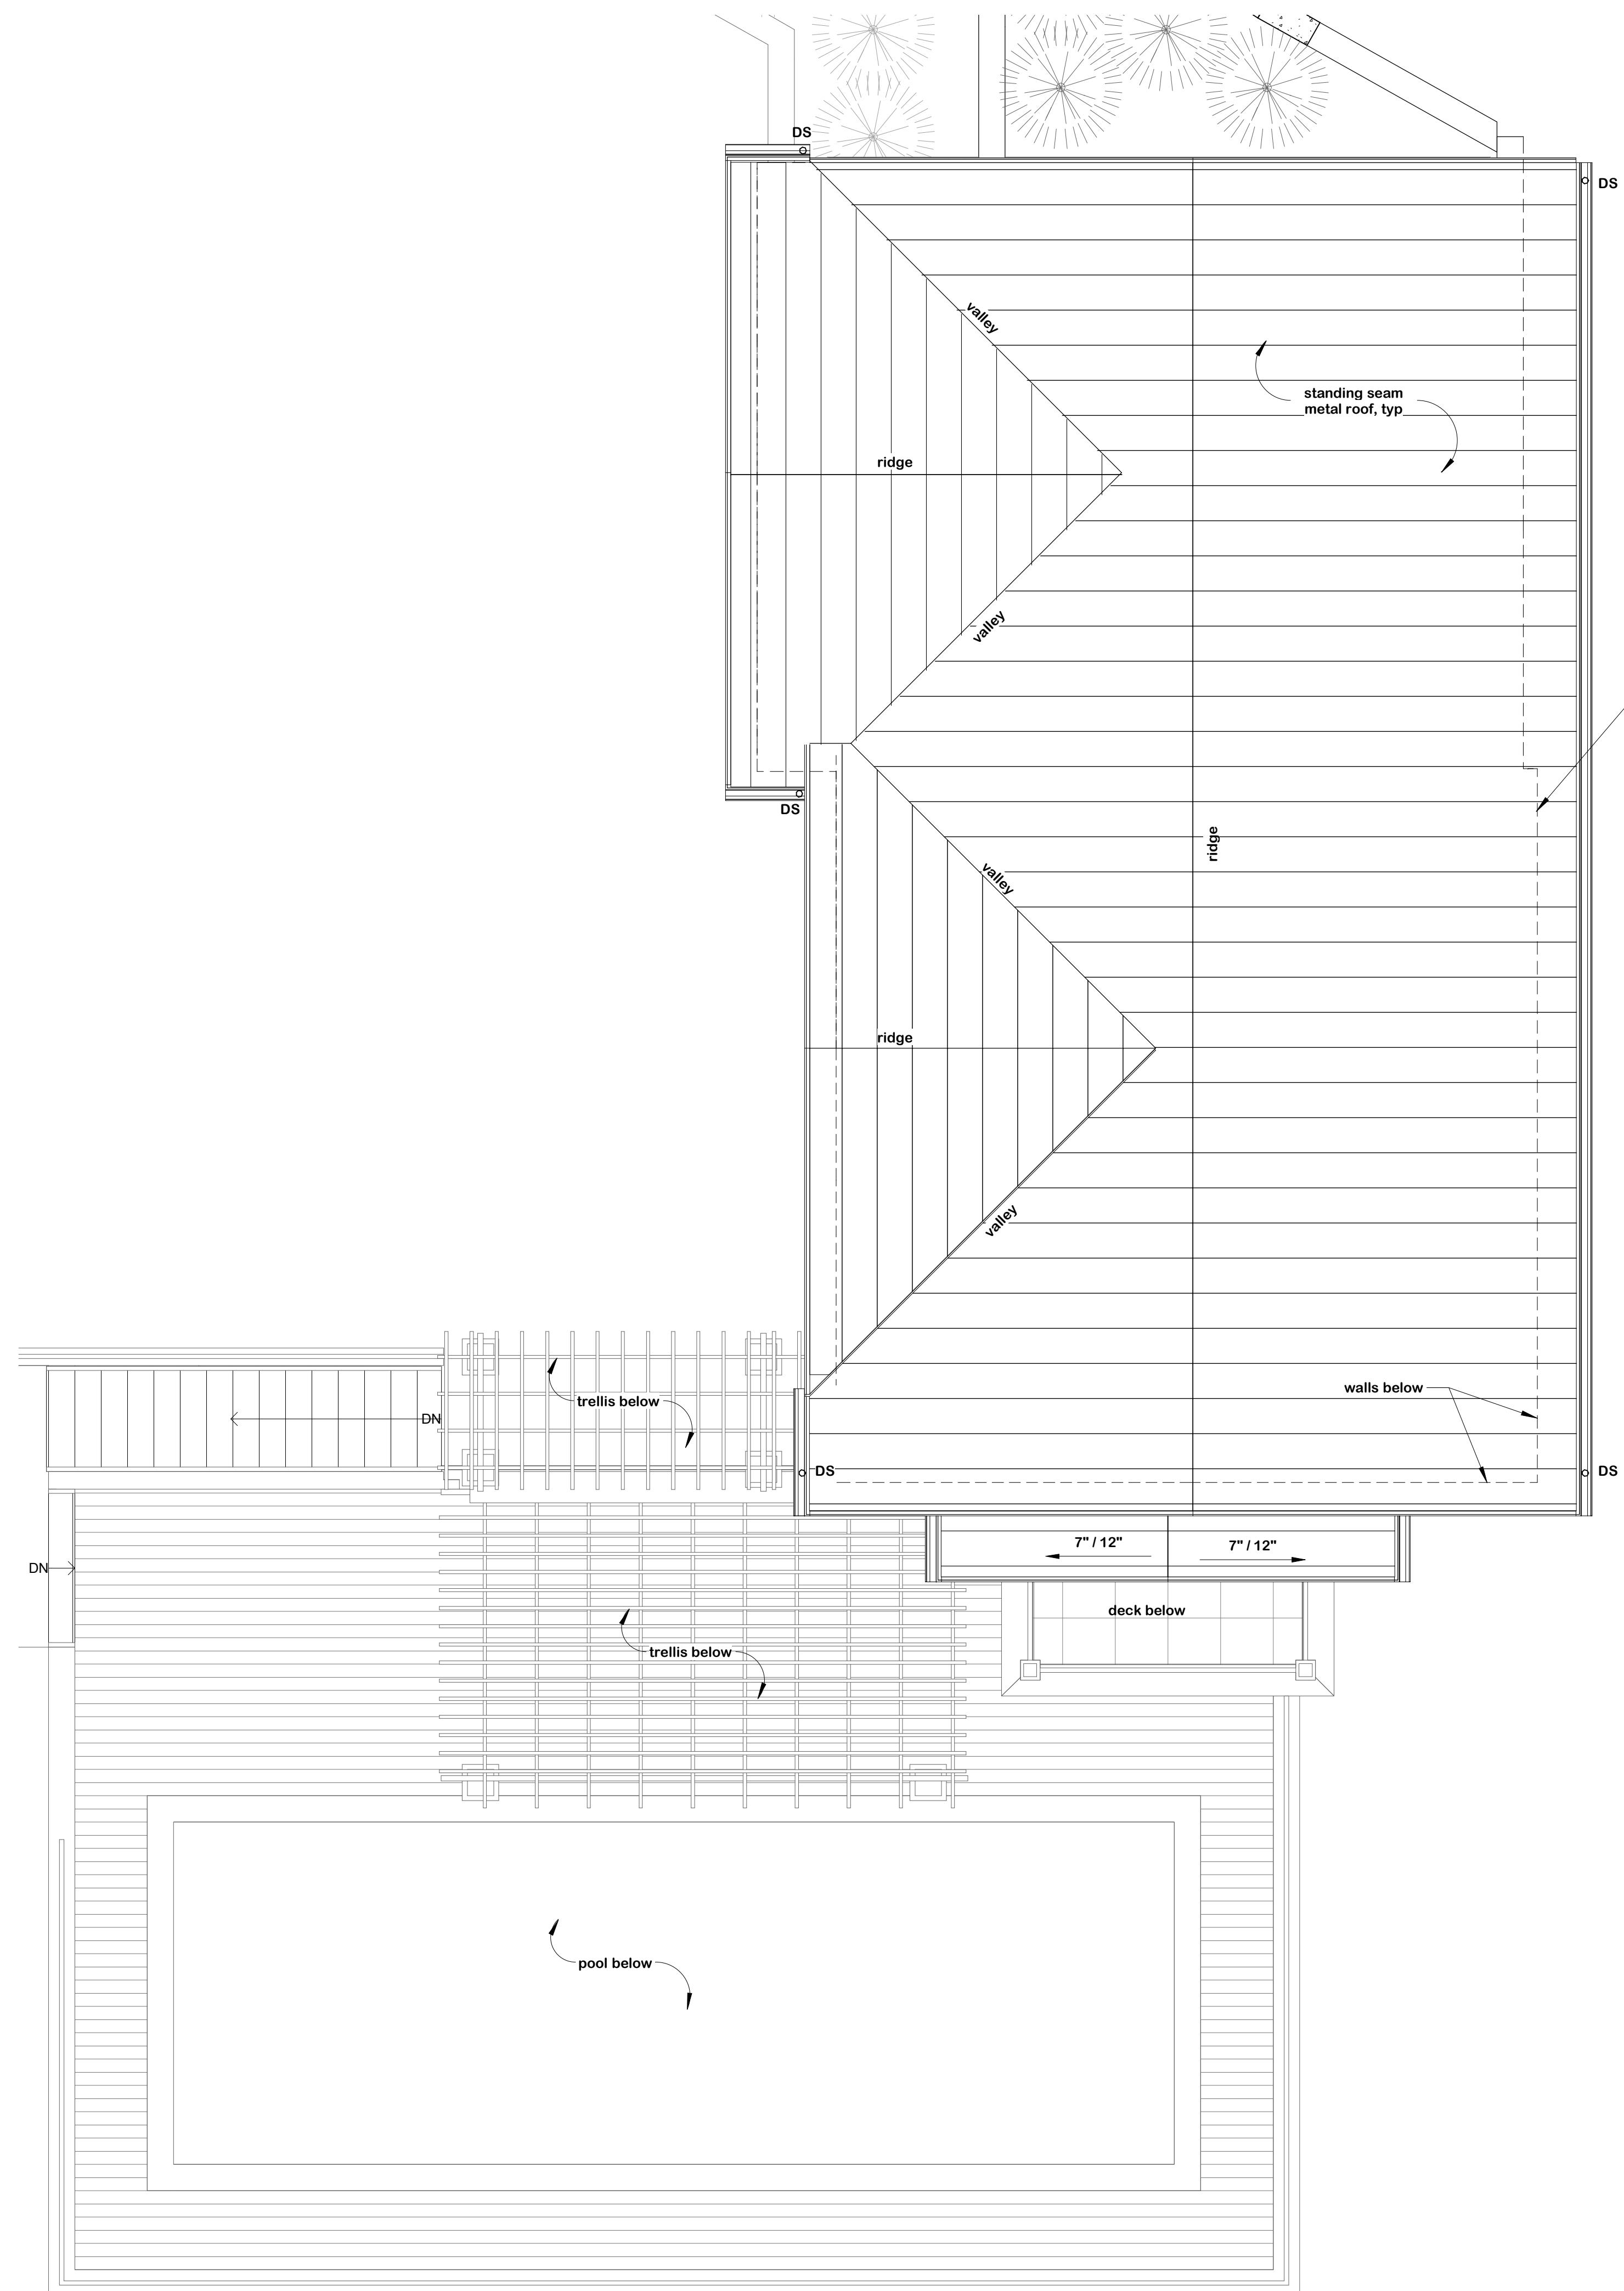 DS
DS
valley
standing seam
metal roof, typ
ridge
valley
DS
ridge
valley
ridge
valley
walls below
trellis below
DN
DS
DS
7" / 12"
7" / 12"
DN
deck below
trellis below
pool below